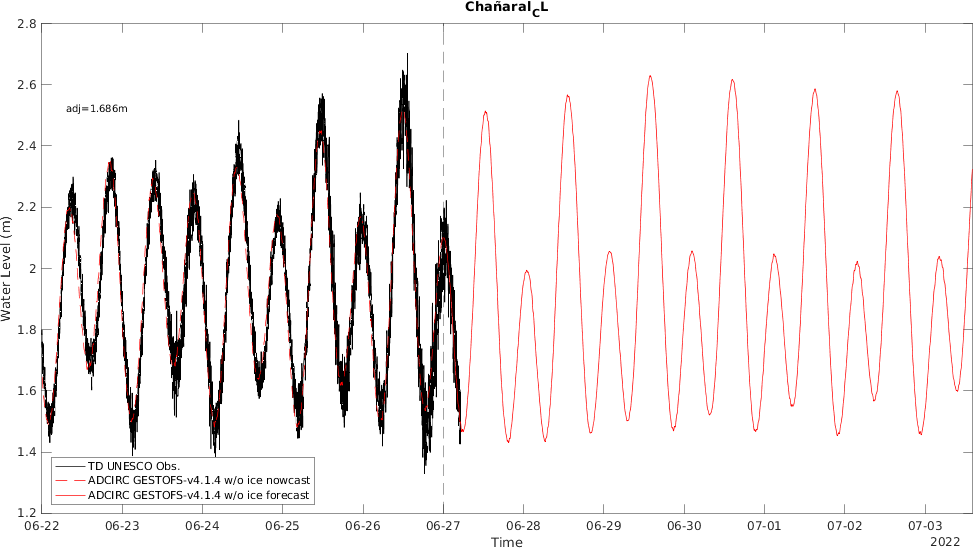 Chañaral_CL
2.8
2.6
2.4
2.2
2
1.8
1.6
1.4
1.2
Water Level (m)
adj=1.686m
TD UNESCO Obs.
ADCIRC GESTOFS-v4.1.4 w/o ice nowcast
ADCIRC GESTOFS-v4.1.4 w/o ice forecast
06-22 06-23 06-24 06-25 06-26 06-27 06-28 06-29 06-30 07-01 07-02 07-03
Time
2022